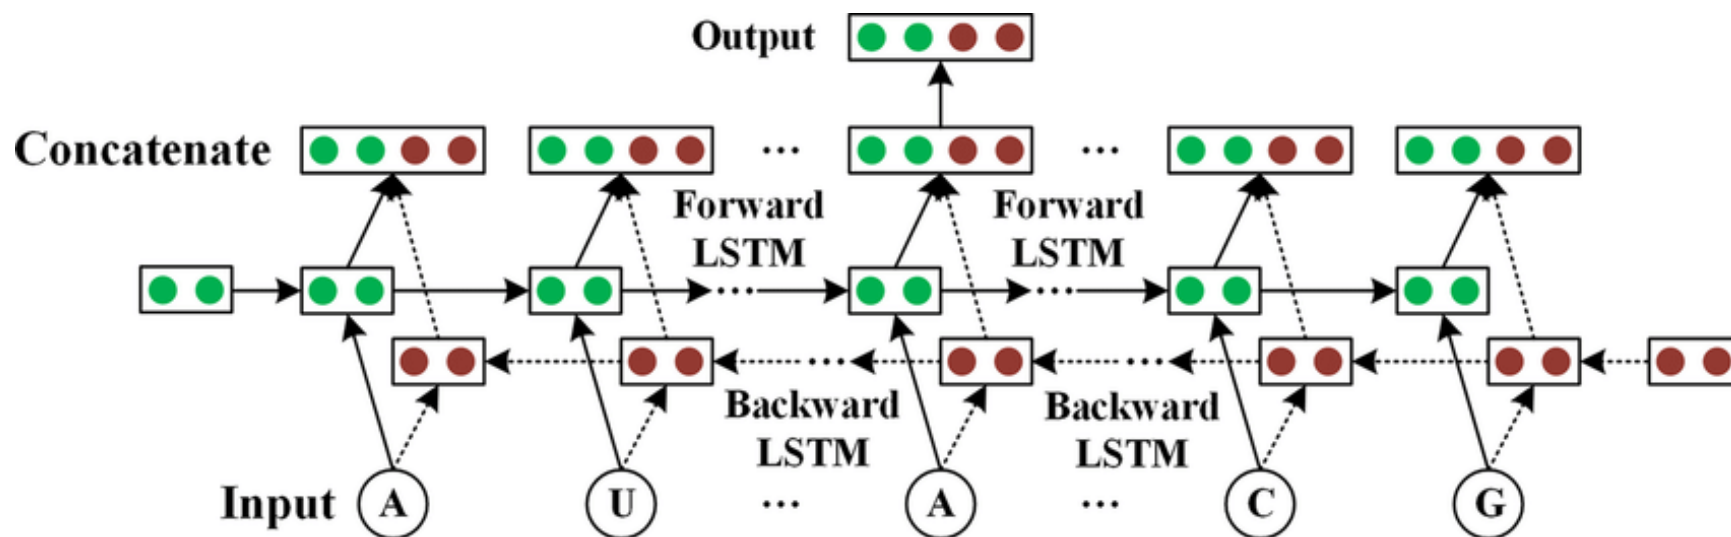 Output
Concatenate
... ...
Forward
LSTM
Forward
LSTM
... ...
... ...
Backward
LSTM
Backward
LSTM
Input A U ... A ... C G